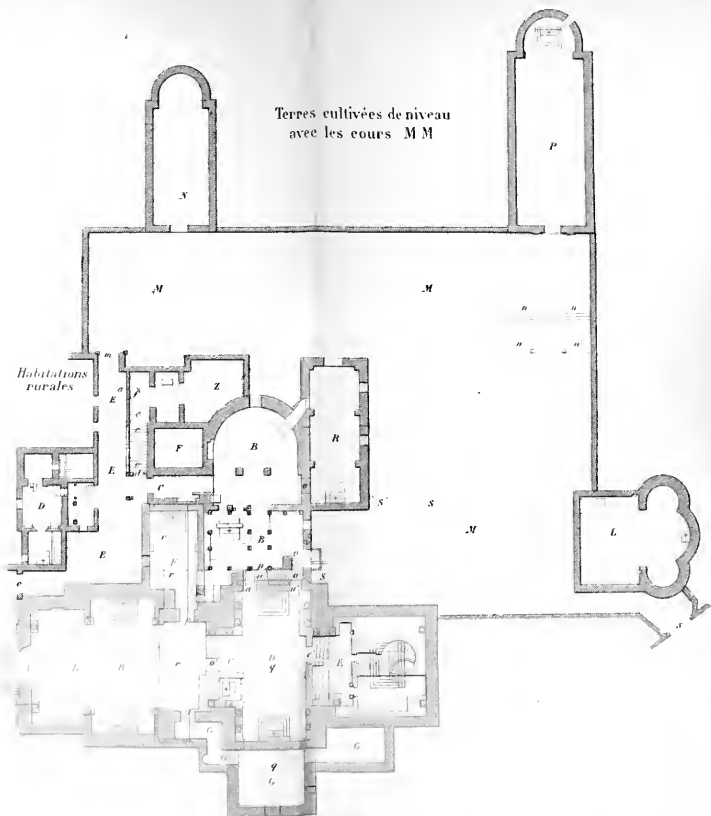 Terres cultivées de niveau
avec les cours M M
P
N
M M
n n
n n
m
Habitations
rurales
a
E
Z
B
R
F
E
C
D
S S
M
L
B
E
F
S
D
q
E
L B
G
G
q
G